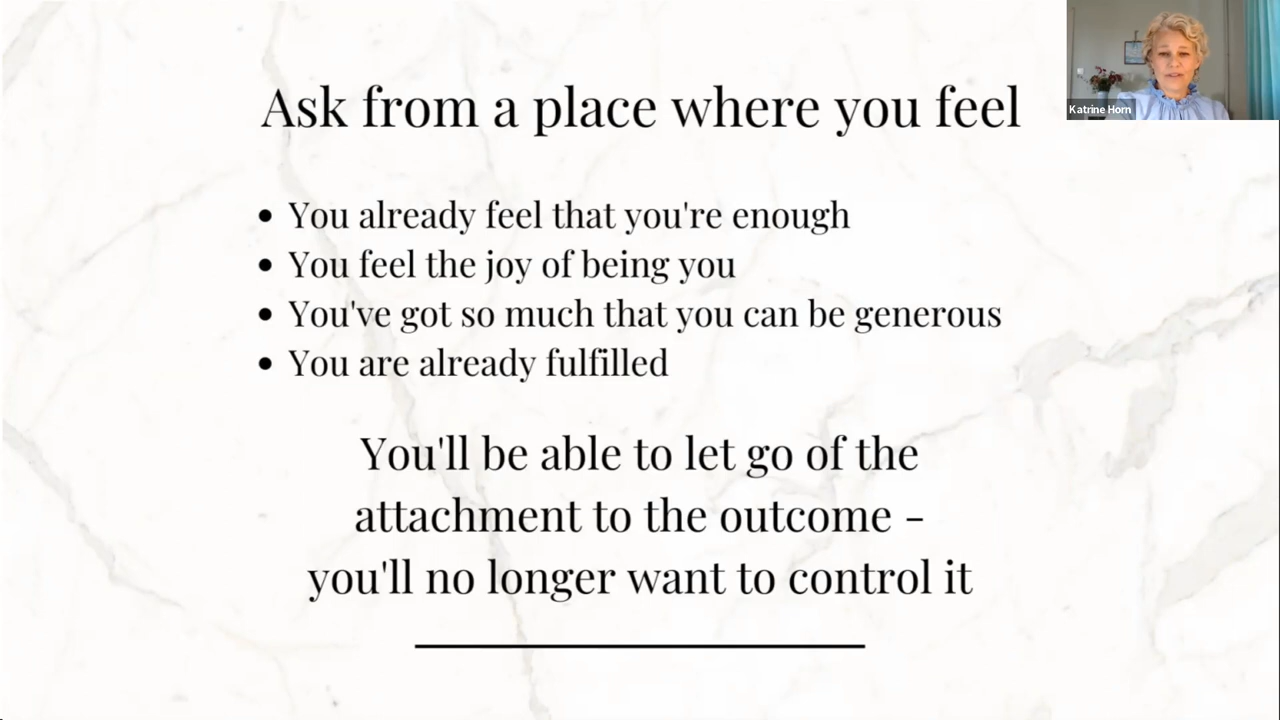 Ask from a place where you feel
• You already feel that you're enough
• You feel the joy of being you
• You've got so much that you can be generous
• You are already fulfilled
You'll be able to let go of the
attachment to the outcome -
you'll no longer want to control it
Katrine Horn